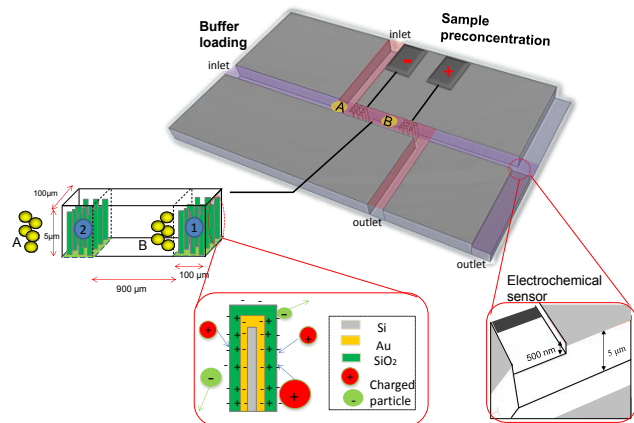 Buffer
loading
Sample
preconcentration
inlet
inlet
-
+
A
B
outlet
outlet
100µm
5µm
A
2
B
1
100 µm
900 µm
Si
Au
SiO2
Charged
particle
+
-
Electrochemical
sensor
500 nm
5 µm